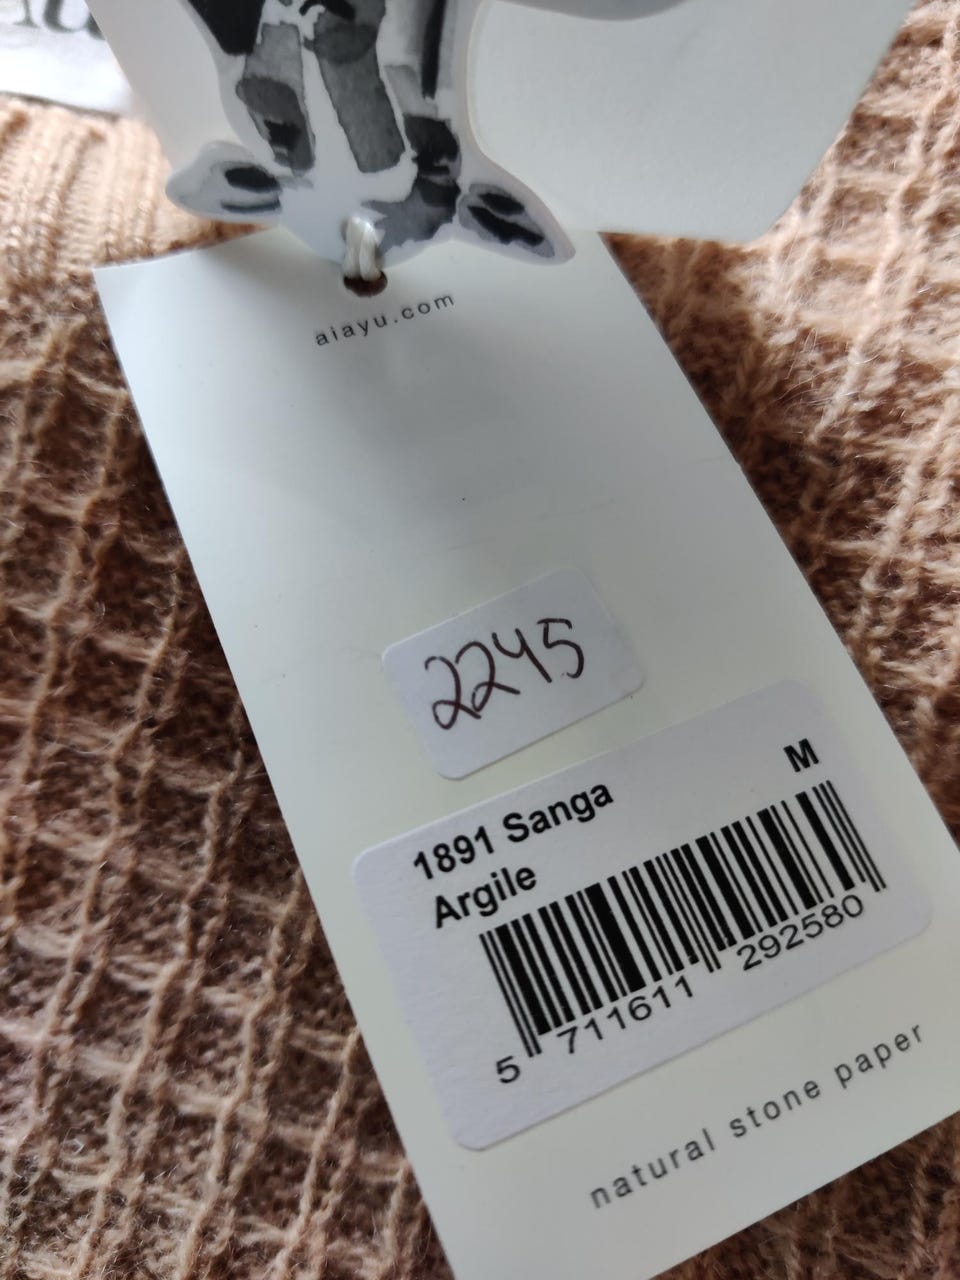 aiayu.com
2245
1891 Sanga
M
Argile
5 711611 292580
natural stone paper